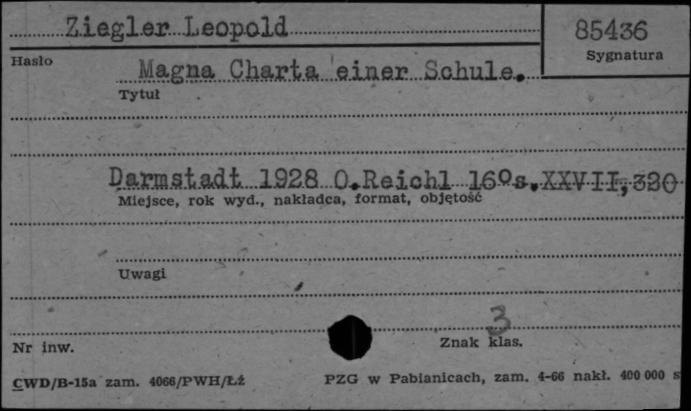 Ziegler Leopold
85436
Hasło
Sygnatura
Magna Charta einer Schule.
Tytuł
Darmstadt 1928 O.Reichl 16º s.XXVII, 320
Miejsce, rok wyd., nakładca, format, objętość
Uwagi
3
Nr inw.
Znak klas.
CWD/B-15a zam. 4066/PWH/Łź
PZG w Pabianicach, zam. 4-66 nakł. 400 000 s